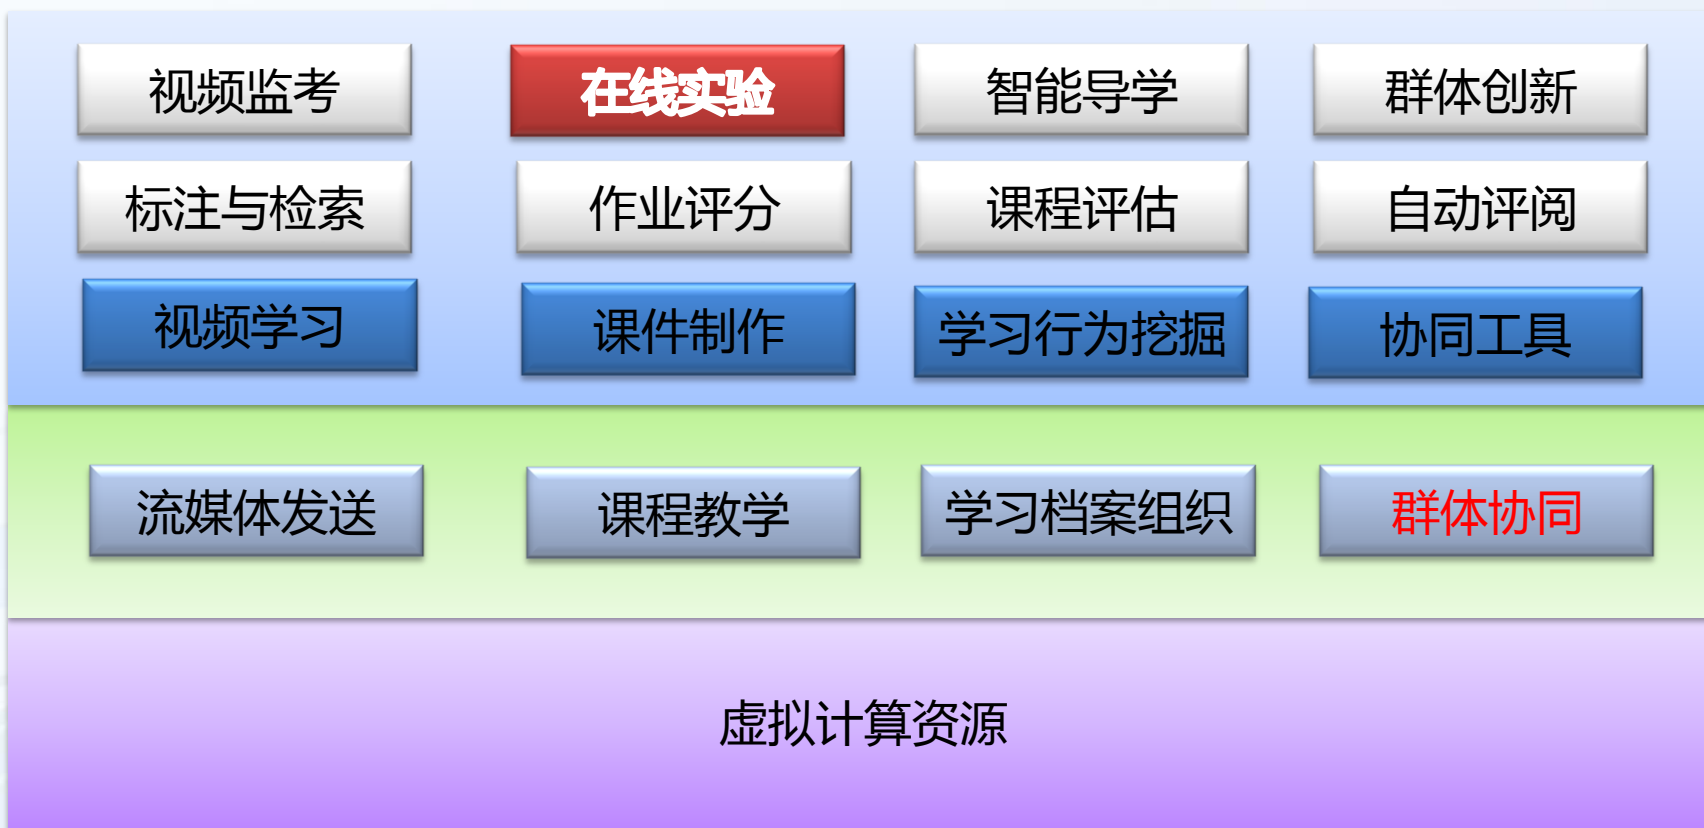 视频监考
在线实验
智能导学
群体创新
标注与检索
作业评分
课程评估
自动评阅
视频学习
课件制作
学习行为挖掘
协同工具
流媒体发送
课程教学
学习档案组织
群体协同
虚拟计算资源